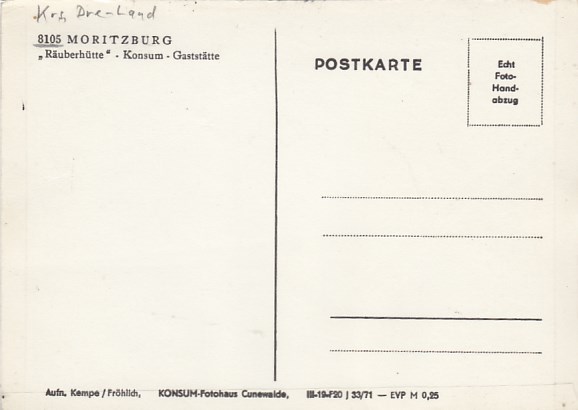 Krs Dre-Land
8105 MORITZBURG
„Räuberhütte“ - Konsum - Gaststätte
POSTKARTE
Echt
Foto-
Hand-
abzug
Aufn. Kempe / Fröhlich, KONSUM-Fotohaus Cunewalde, III-19-F20 J 33/71 — EVP M 0,25